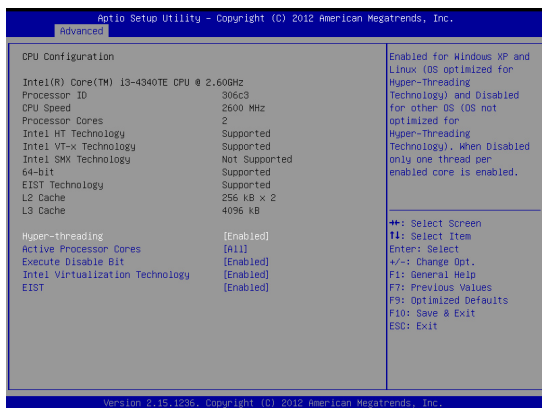 Aptio Setup Utility – Copyright (C) 2012 American Megatrends, Inc.
Advanced
CPU Configuration
Intel(R) Core(TM) i3-4340TE CPU @ 2.60GHz
Processor ID 306c3
CPU Speed 2600 MHz
Processor Cores 2
Intel HT Technology Supported
Intel VT-x Technology Supported
Intel SMX Technology Not Supported
64-bit Supported
EIST Technology Supported
L2 Cache 256 kB x 2
L3 Cache 4096 kB
Hyper-threading [Enabled]
Active Processor Cores [All]
Execute Disable Bit [Enabled]
Intel Virtualization Technology [Enabled]
EIST [Enabled]
Enabled for Windows XP and
Linux (OS optimized for
Hyper-Threading
Technology) and Disabled
for other OS (OS not
optimized for
Hyper-Threading
Technology). When Disabled
only one thread per
enabled core is enabled.
→←: Select Screen
↑↓: Select Item
Enter: Select
+/-: Change Opt.
F1: General Help
F7: Previous Values
F9: Optimized Defaults
F10: Save & Exit
ESC: Exit
Version 2.15.1236. Copyright (C) 2012 American Megatrends, Inc.